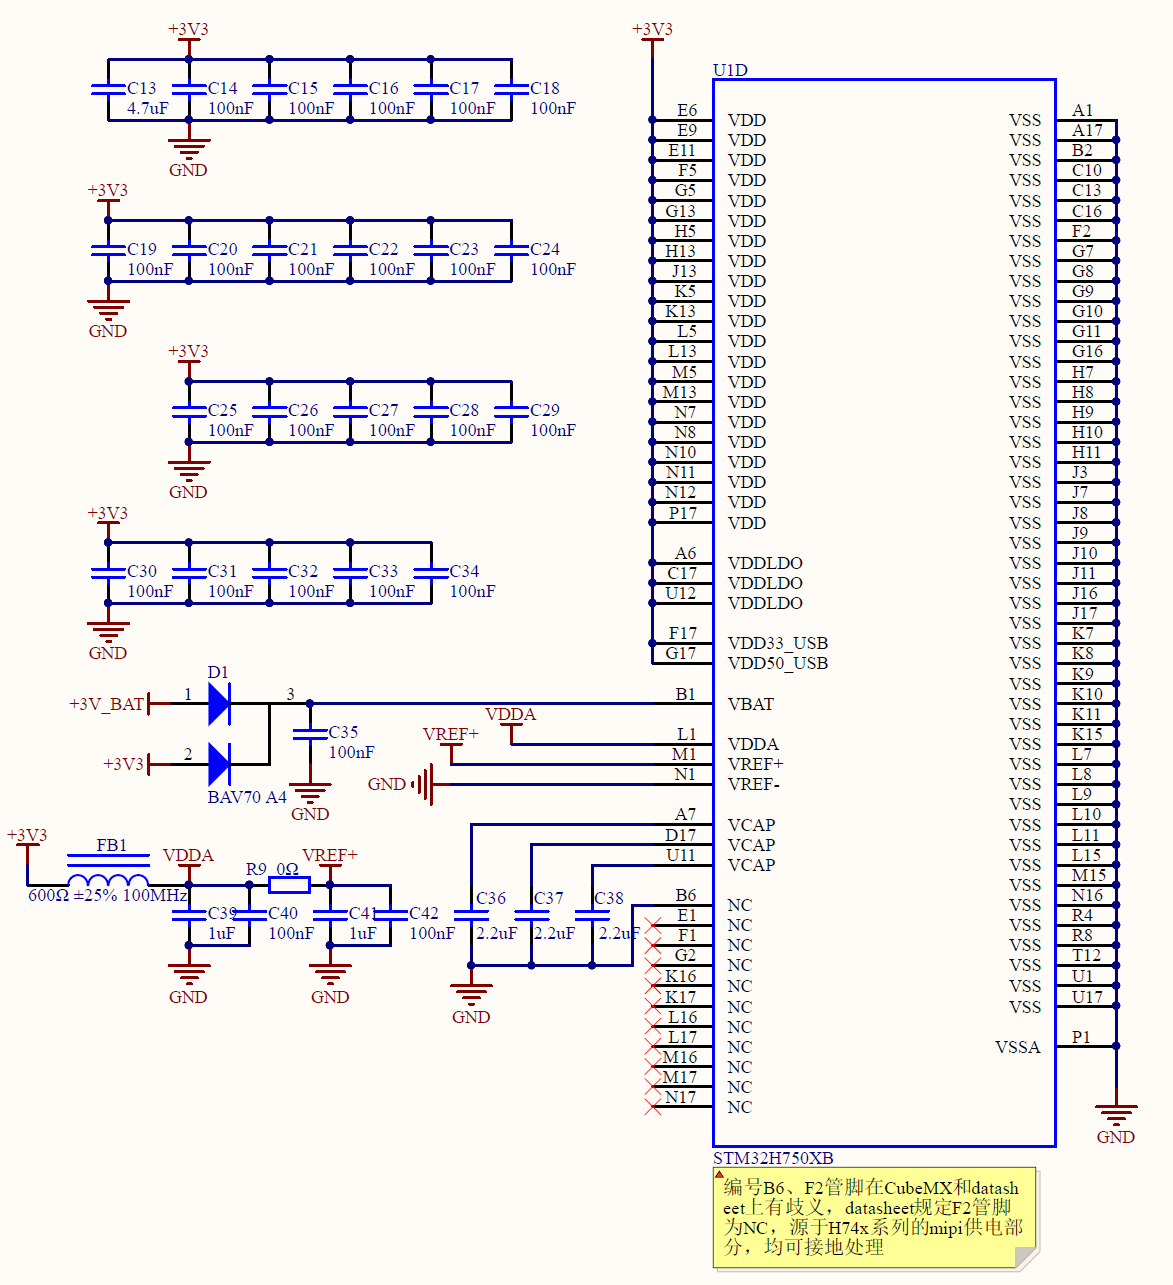 +3V3
C13 C14 C15 C16 C17 C18
4.7uF 100nF 100nF 100nF 100nF 100nF
GND
+3V3
C19 C20 C21 C22 C23 C24
100nF 100nF 100nF 100nF 100nF 100nF
GND
+3V3
C25 C26 C27 C28 C29
100nF 100nF 100nF 100nF 100nF
GND
+3V3
C30 C31 C32 C33 C34
100nF 100nF 100nF 100nF 100nF
GND
D1
+3V_BAT 1 3
2
+3V3
BAV70 A4
C35
100nF
GND
VDDA
VREF+
GND
+3V3
FB1
600Ω ±25% 100MHz
VDDA
R9 0Ω
VREF+
C39 C40 C41 C42
1uF 100nF 1uF 100nF
GND GND
C36 C37 C38
2.2uF 2.2uF 2.2uF
GND
+3V3
U1D
E6 VDD
E9 VDD
E11 VDD
F5 VDD
G5 VDD
G13 VDD
H5 VDD
H13 VDD
J13 VDD
K5 VDD
K13 VDD
L5 VDD
L13 VDD
M5 VDD
M13 VDD
N7 VDD
N8 VDD
N10 VDD
N11 VDD
N12 VDD
P17 VDD
A6 VDDLDO
C17 VDDLDO
U12 VDDLDO
F17 VDD33_USB
G17 VDD50_USB
B1 VBAT
L1 VDDA
M1 VREF+
N1 VREF-
A7 VCAP
D17 VCAP
U11 VCAP
B6 NC
E1 NC
F1 NC
G2 NC
K16 NC
K17 NC
L16 NC
L17 NC
M16 NC
M17 NC
N17 NC
VSS A1
VSS A17
VSS B2
VSS C10
VSS C13
VSS C16
VSS F2
VSS G7
VSS G8
VSS G9
VSS G10
VSS G11
VSS G16
VSS H7
VSS H8
VSS H9
VSS H10
VSS H11
VSS J3
VSS J7
VSS J8
VSS J9
VSS J10
VSS J11
VSS J16
VSS J17
VSS K7
VSS K8
VSS K9
VSS K10
VSS K11
VSS K15
VSS L7
VSS L8
VSS L9
VSS L10
VSS L11
VSS L15
VSS M15
VSS N16
VSS R4
VSS R8
VSS T12
VSS U1
VSS U17
VSSA P1
GND
STM32H750XB
编号B6、F2管脚在CubeMX和datash
eet上有歧义，datasheet规定F2管脚
为NC，源于H74x系列的mipi供电部
分，均可接地处理